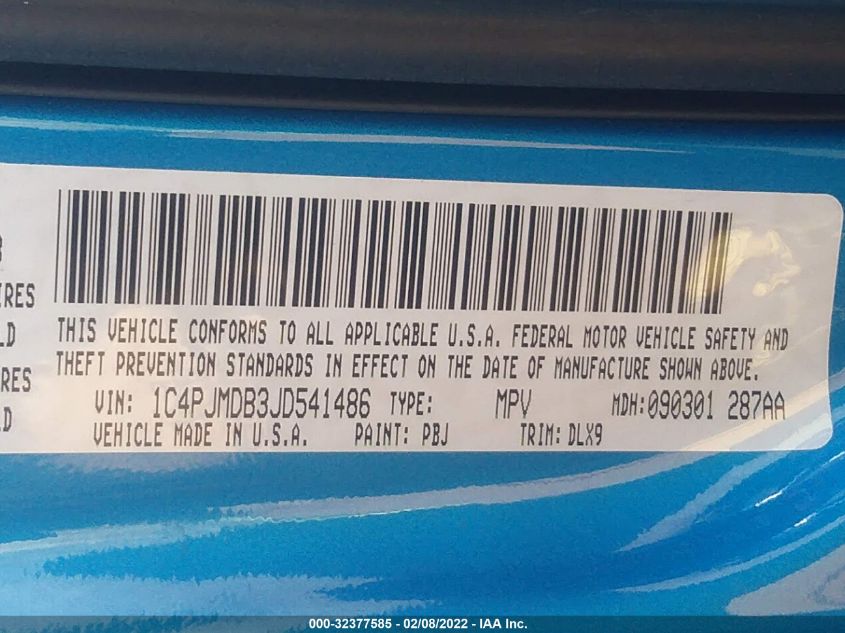 IRES
LD
RES
D
THIS VEHICLE CONFORMS TO ALL APPLICABLE U.S.A. FEDERAL MOTOR VEHICLE SAFETY AND
THEFT PREVENTION STANDARDS IN EFFECT ON THE DATE OF MANUFACTURE SHOWN ABOVE.
VIN: 1C4PJMDB3JD541486 TYPE: MPV MDH:090301 287AA
VEHICLE MADE IN U.S.A. PAINT: PBJ TRIM: DLX9
000-32377585 - 02/08/2022 - IAA Inc.